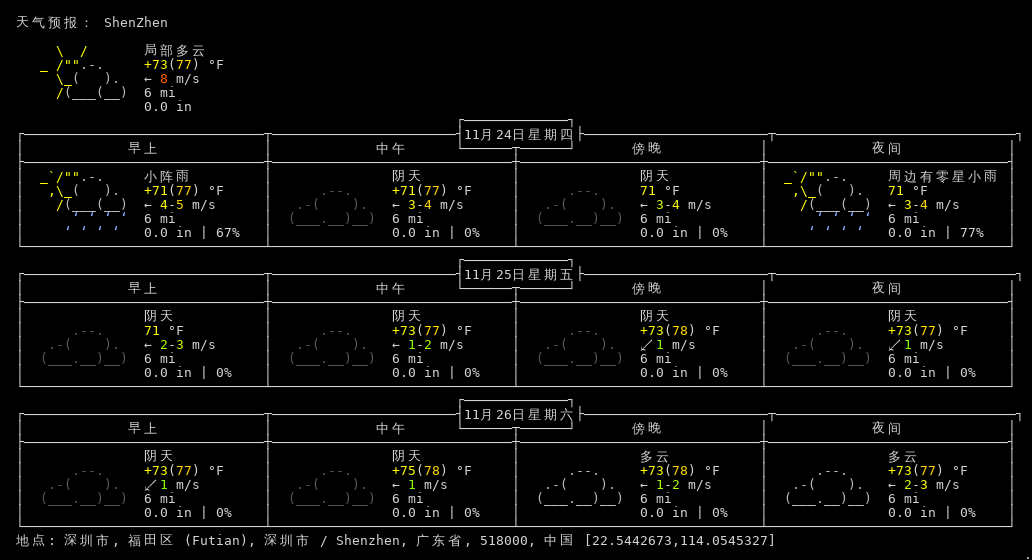 天气预报： ShenZhen
局部多云
+73(77) °F
← 8 m/s
6 mi
0.0 in
11月24日星期四
早上 中午 傍晚 夜间
小阵雨 阴天 阴天 周边有零星小雨
+71(77) °F +71(77) °F 71 °F 71 °F
← 4-5 m/s ← 3-4 m/s ← 3-4 m/s ← 3-4 m/s
6 mi 6 mi 6 mi 6 mi
0.0 in | 67% 0.0 in | 0% 0.0 in | 0% 0.0 in | 77%
11月25日星期五
早上 中午 傍晚 夜间
阴天 阴天 阴天 阴天
71 °F +73(77) °F +73(78) °F +73(77) °F
← 2-3 m/s ← 1-2 m/s ↙ 1 m/s ↙ 1 m/s
6 mi 6 mi 6 mi 6 mi
0.0 in | 0% 0.0 in | 0% 0.0 in | 0% 0.0 in | 0%
11月26日星期六
早上 中午 傍晚 夜间
阴天 阴天 多云 多云
+73(77) °F +75(78) °F +73(78) °F +73(77) °F
↙ 1 m/s ← 1 m/s ← 1-2 m/s ← 2-3 m/s
6 mi 6 mi 6 mi 6 mi
0.0 in | 0% 0.0 in | 0% 0.0 in | 0% 0.0 in | 0%
地点: 深圳市, 福田区 (Futian), 深圳市 / Shenzhen, 广东省, 518000, 中国 [22.5442673,114.0545327]